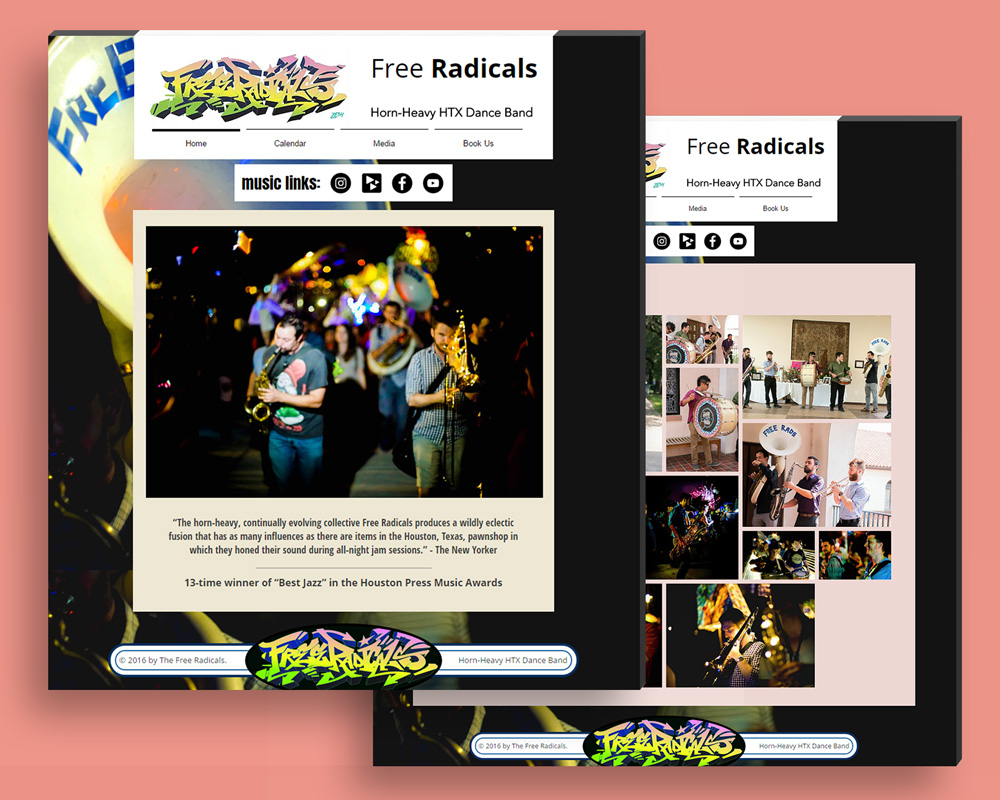 FREE
FREE RADICALS
2014
Free Radicals
Horn-Heavy HTX Dance Band
Home
Calendar
Media
Book Us
music links:
“The horn-heavy, continually evolving collective Free Radicals produces a wildly eclectic
fusion that has as many influences as there are items in the Houston, Texas, pawnshop in
which they honed their sound during all-night jam sessions.” - The New Yorker
13-time winner of “Best Jazz” in the Houston Press Music Awards
© 2016 by The Free Radicals.
FREE RADICALS
Horn-Heavy HTX Dance Band
Free Radicals
Horn-Heavy HTX Dance Band
Media
Book Us
FREE RADS
© 2016 by The Free Radicals.
FREE RADICALS
Horn-Heavy HTX Dance Band